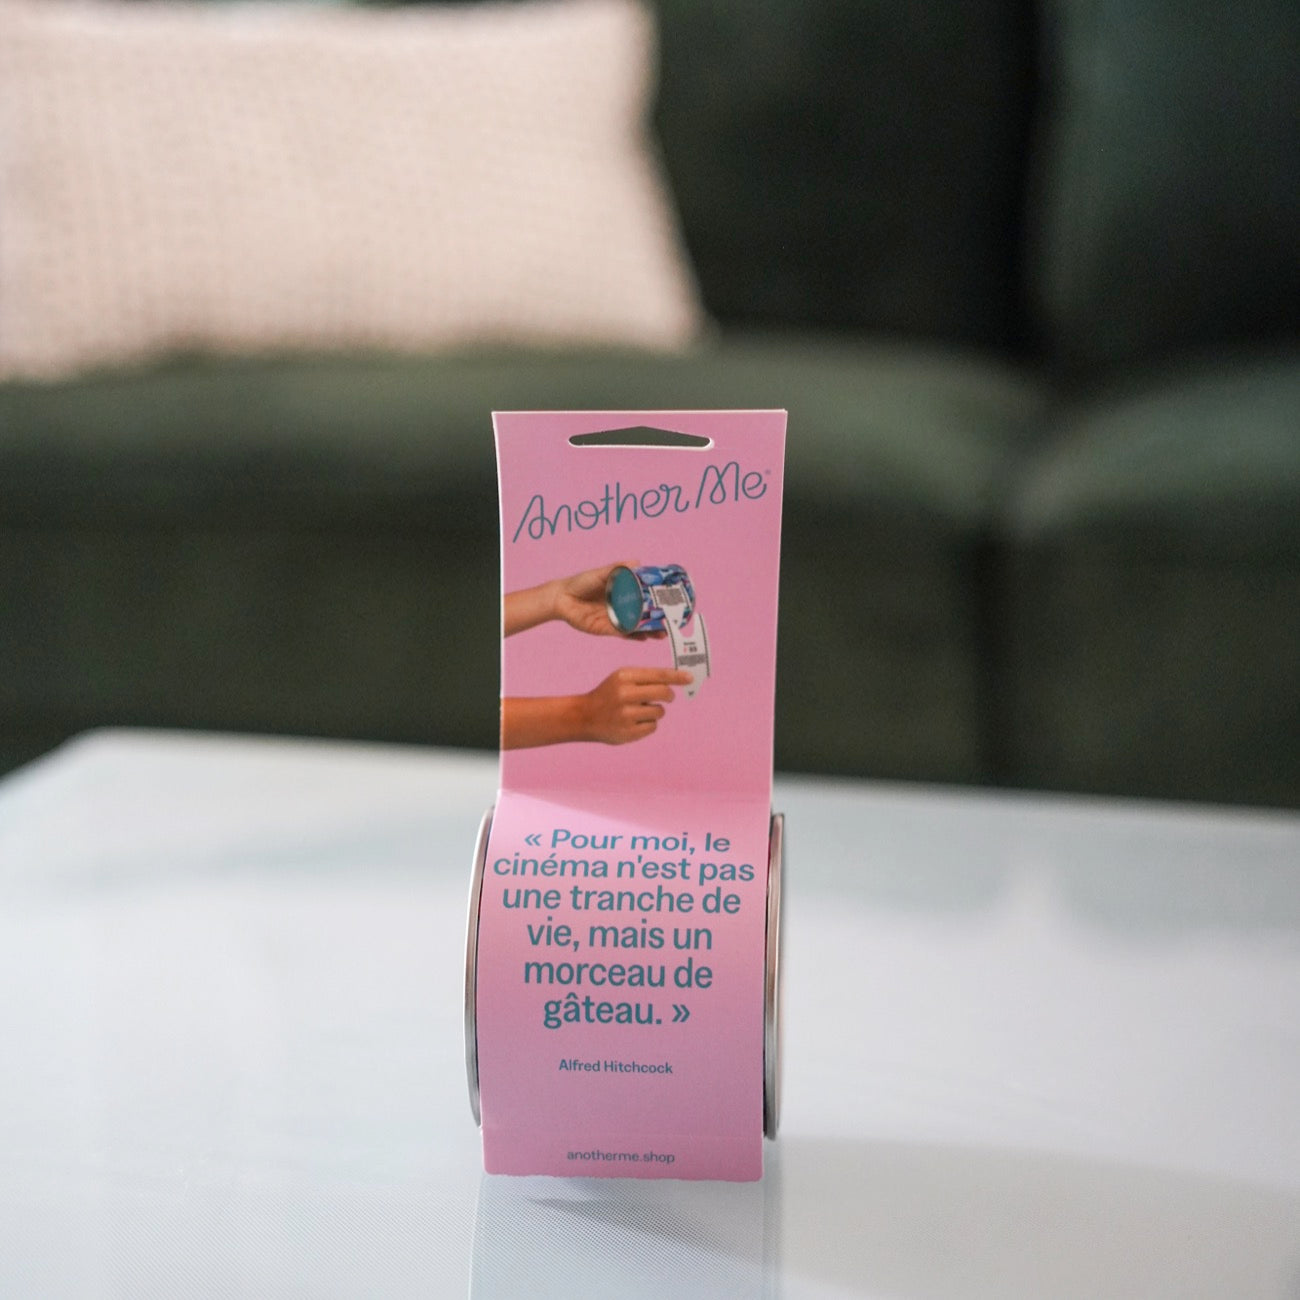 Another Me®
« Pour moi, le
cinéma n'est pas
une tranche de
vie, mais un
morceau de
gâteau. »
Alfred Hitchcock
anotherme.shop